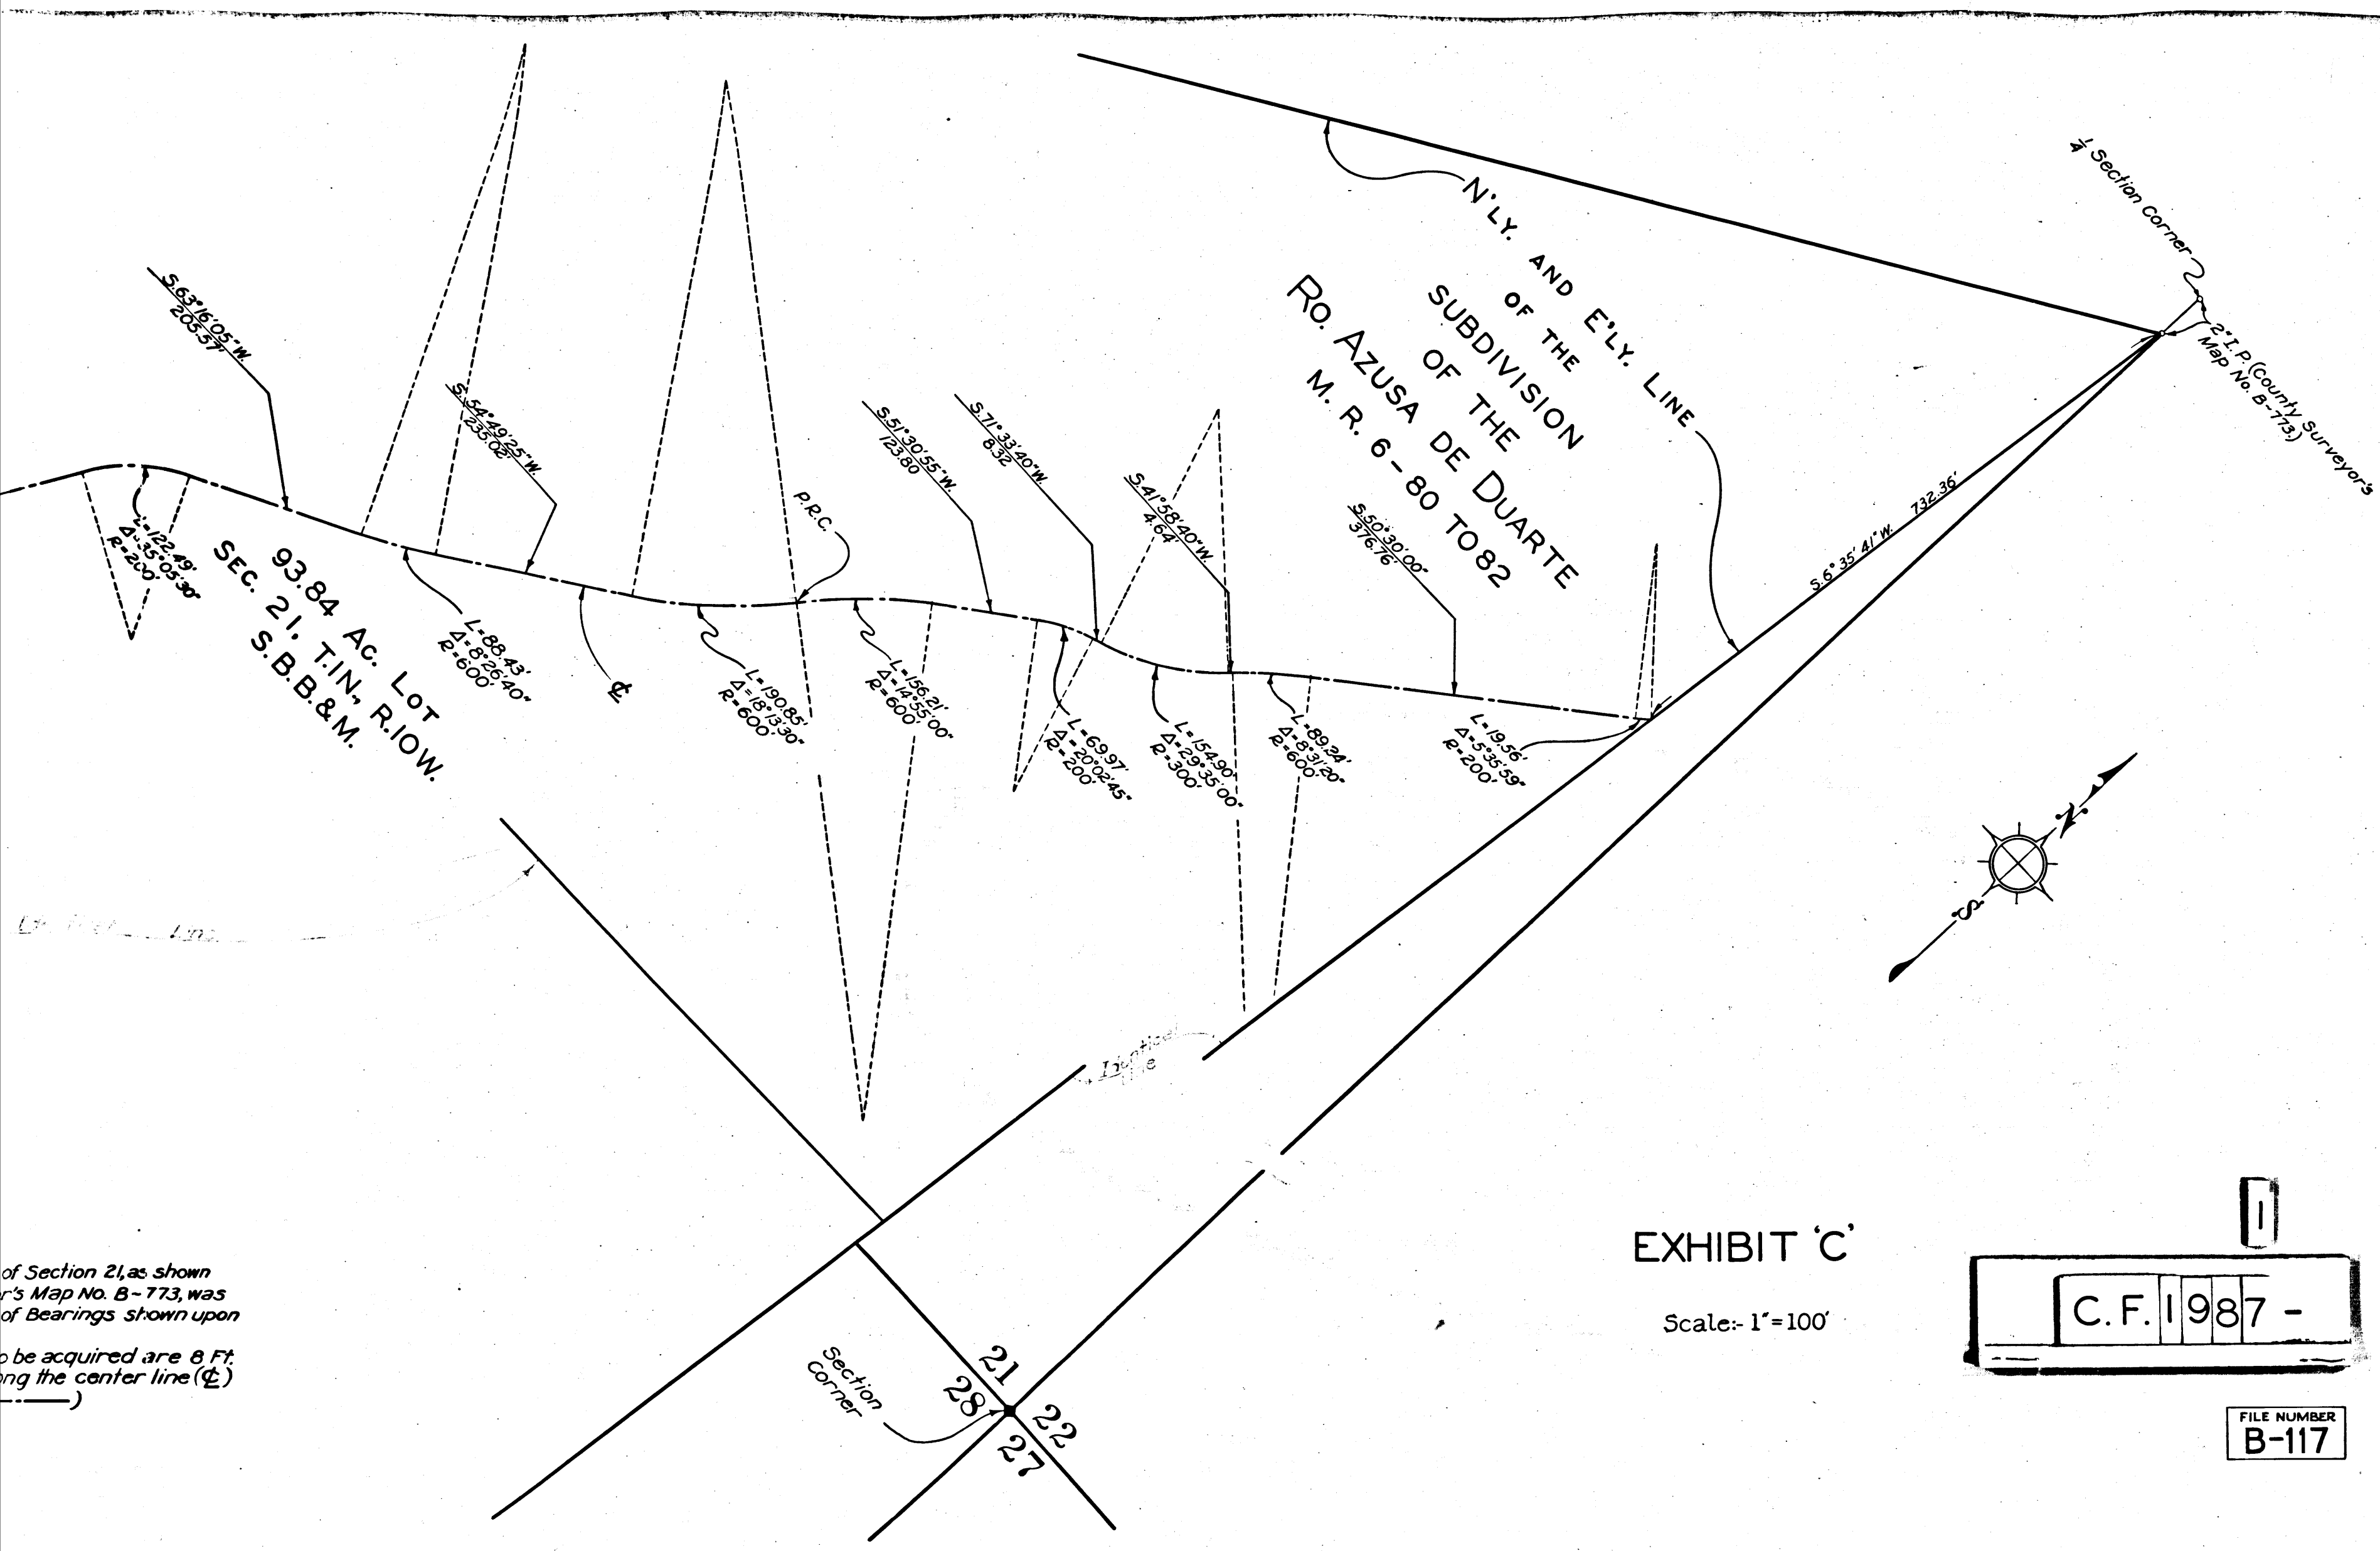 S.63°16'05"W.
205.57'
S.54°49'25"W.
235.02'
P.R.C.
S.51°30'55"W.
123.80
S.71°33'40"W.
8.32
S.41°58'40"W.
4.64'
S.50°30'00"
376.76'
N'LY. AND E'LY. LINE
OF THE
SUBDIVISION
OF THE
RO. AZUSA DE DUARTE
M. R. 6-80 TO 82
¼ Section Corner
2" I.P. (County Surveyor's
Map No. B-773.)
S.6° 35' 41" W. 732.36'
L=122.49'
Δ=35°05'30"
R=200'
93.84 AC. LOT
SEC. 21, T.1N., R.10W.
S.B.B.&M.
L=88.43'
Δ=8°26'40"
R=600'
℄
L=190.85'
Δ=18°13'30"
R=600'
L=156.21'
Δ=14°55'00"
R=600'
L=69.97'
Δ=20°02'45"
R=200'
L=154.90'
Δ=29°35'00"
R=300'
L=89.24'
Δ=8°31'20"
R=600'
L=19.56'
Δ=5°35'59"
R=200'
N.
S.
of Section 21, as shown
r's Map No. B-773, was
of Bearings shown upon
o be acquired are 8 Ft.
ong the center line (℄)
)
Section
Corner
21
28
22
27
EXHIBIT 'C'
Scale:- 1"=100'
1
C.F. 1987-
FILE NUMBER
B-117